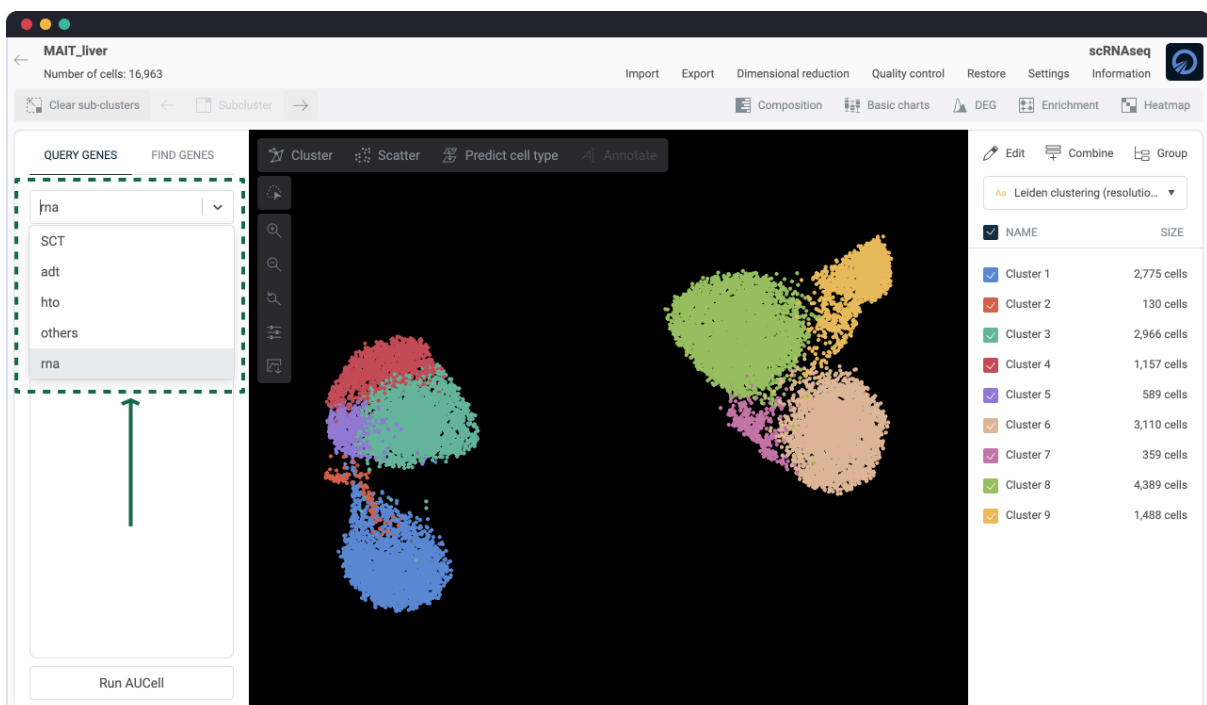 MAIT_liver
scRNAseq
Number of cells: 16,963
Import Export Dimensional reduction Quality control Restore Settings Information
Clear sub-clusters Subcluster
Composition Basic charts DEG Enrichment Heatmap
QUERY GENES FIND GENES
Cluster Scatter Predict cell type Annotate
Edit Combine Group
rna
SCT
adt
hto
others
rna
Run AUCell
Aa Leiden clustering (resolutio...
NAME SIZE
Cluster 1 2,775 cells
Cluster 2 130 cells
Cluster 3 2,966 cells
Cluster 4 1,157 cells
Cluster 5 589 cells
Cluster 6 3,110 cells
Cluster 7 359 cells
Cluster 8 4,389 cells
Cluster 9 1,488 cells